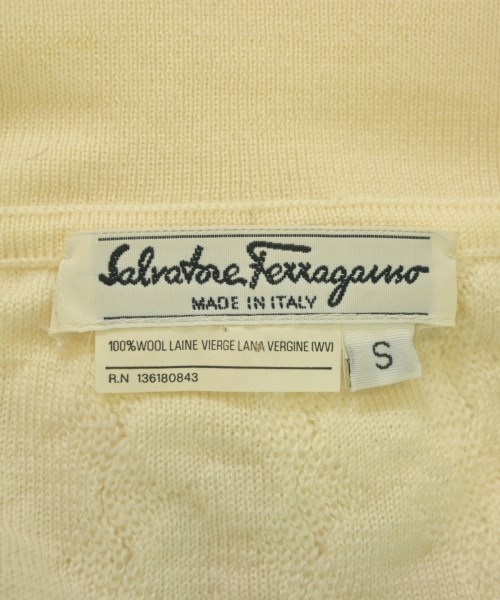 Salvatore Ferragamo
MADE IN ITALY
100%WOOL LAINE VIERGE LANA VERGINE (WV)
R.N 136180843
S